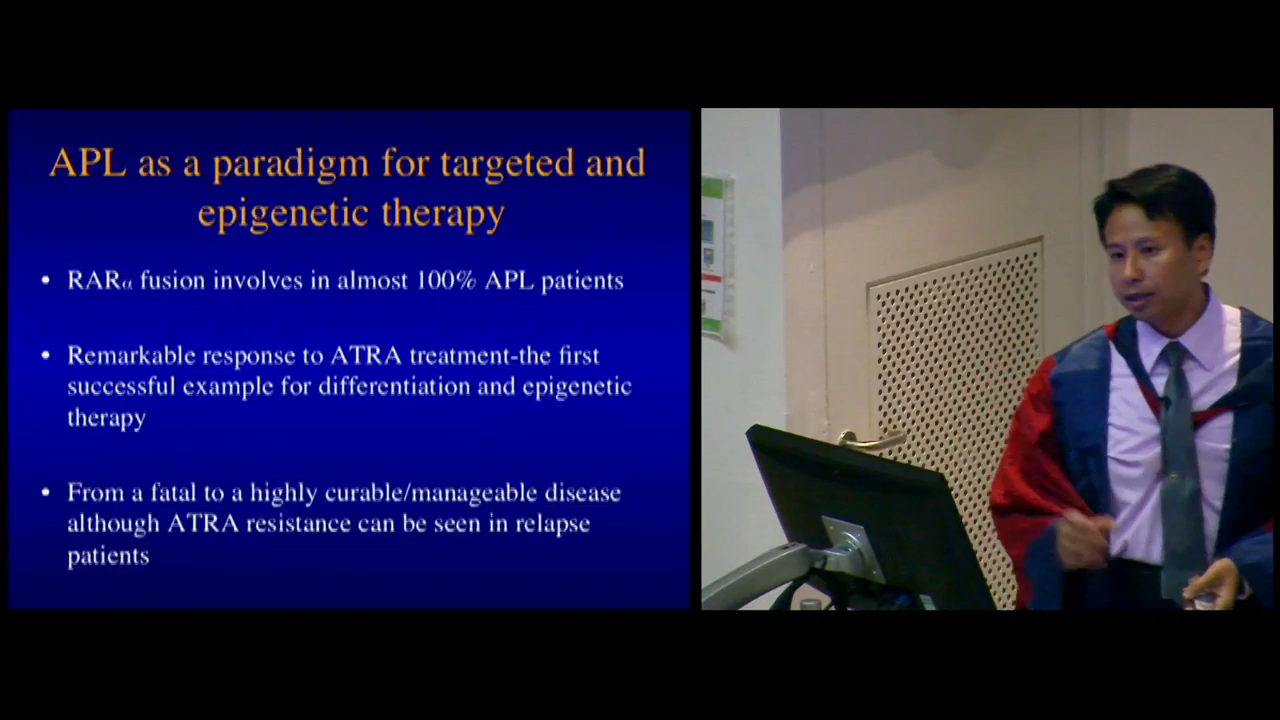 APL as a paradigm for targeted and
epigenetic therapy
• RARα fusion involves in almost 100% APL patients
• Remarkable response to ATRA treatment-the first
successful example for differentiation and epigenetic
therapy
• From a fatal to a highly curable/manageable disease
although ATRA resistance can be seen in relapse
patients